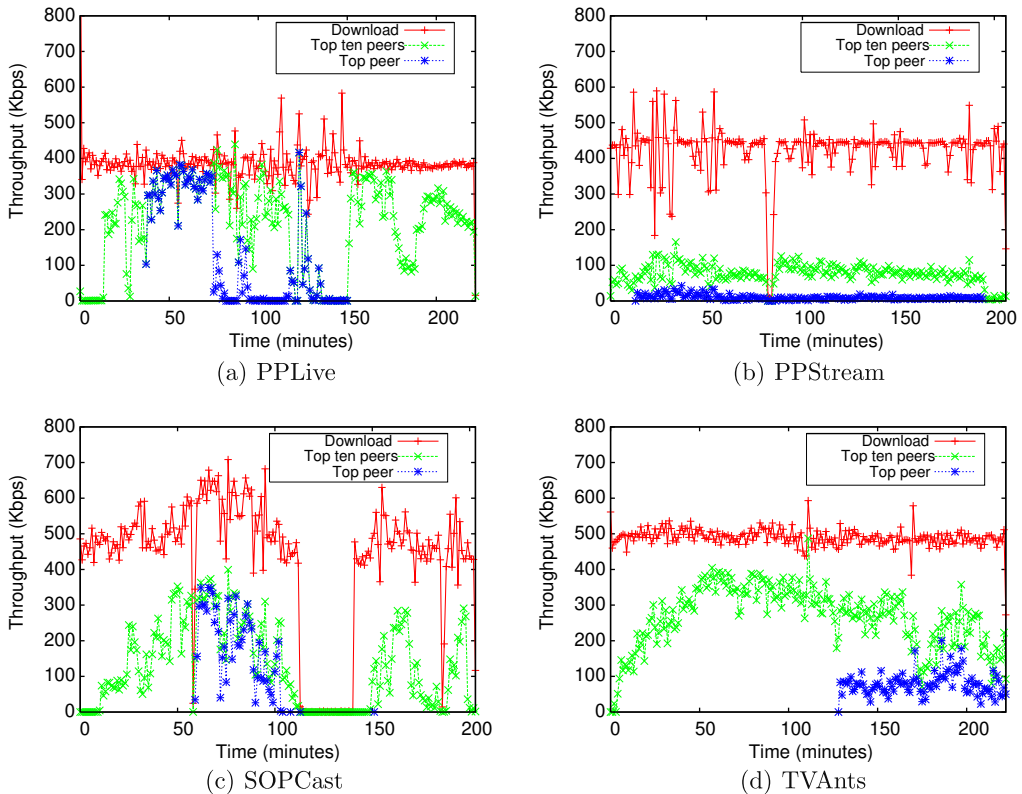 800
700
600
500
400
300
200
100
0
Throughput (Kbps)
Download
Top ten peers
Top peer
0 50 100 150 200
Time (minutes)
(a) PPLive
800
700
600
500
400
300
200
100
0
Throughput (Kbps)
Download
Top ten peers
Top peer
0 50 100 150 200
Time (minutes)
(b) PPStream
800
700
600
500
400
300
200
100
0
Throughput (Kbps)
Download
Top ten peers
Top peer
0 50 100 150 200
Time (minutes)
(c) SOPCast
800
700
600
500
400
300
200
100
0
Throughput (Kbps)
Download
Top ten peers
Top peer
0 50 100 150 200
Time (minutes)
(d) TVAnts